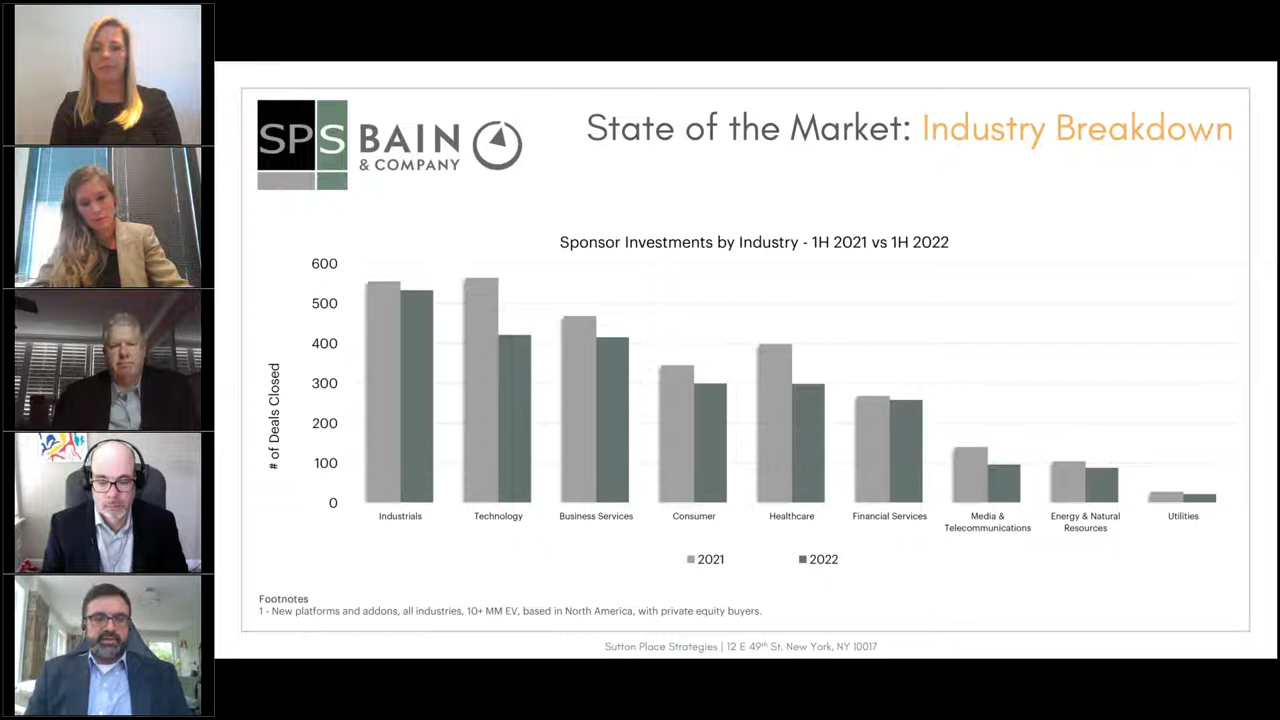 SPS BAIN
& COMPANY
State of the Market: Industry Breakdown
Sponsor Investments by Industry - 1H 2021 vs 1H 2022
# of Deals Closed
600
500
400
300
200
100
0
Industrials
Technology
Business Services
Consumer
Healthcare
Financial Services
Media &
Telecommunications
Energy & Natural
Resources
Utilities
2021
2022
Footnotes
1 - New platforms and addons, all industries, 10+ MM EV, based in North America, with private equity buyers.
Sutton Place Strategies | 12 E 49th St. New York, NY 10017